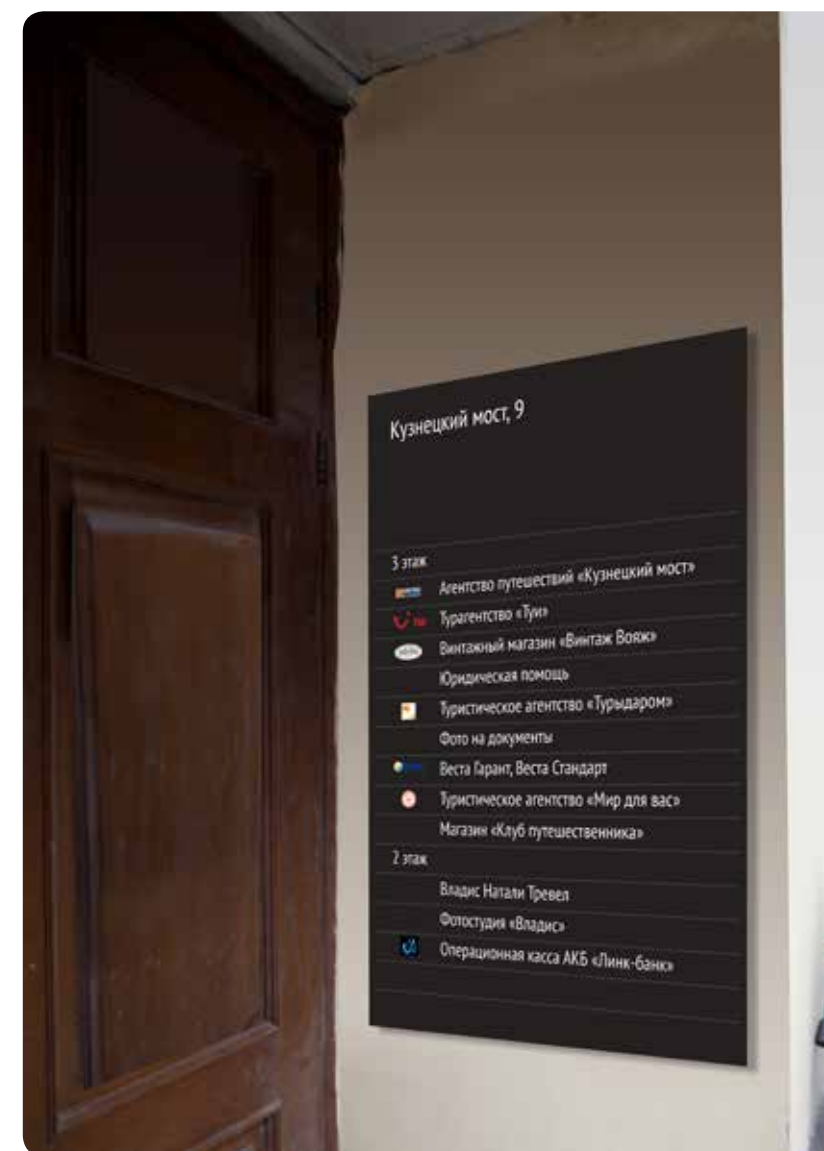 Кузнецкий мост, 9
3 этаж
Агентство путешествий «Кузнецкий мост»
Турагентство «Туи»
Винтажный магазин «Винтаж Вояж»
Юридическая помощь
Туристическое агентство «Турыдаром»
Фото на документы
Веста Гарант, Веста Стандарт
Туристическое агентство «Мир для вас»
Магазин «Клуб путешественника»
2 этаж
Владис Натали Тревел
Фотостудия «Владис»
Операционная касса АКБ «Линк-банк»